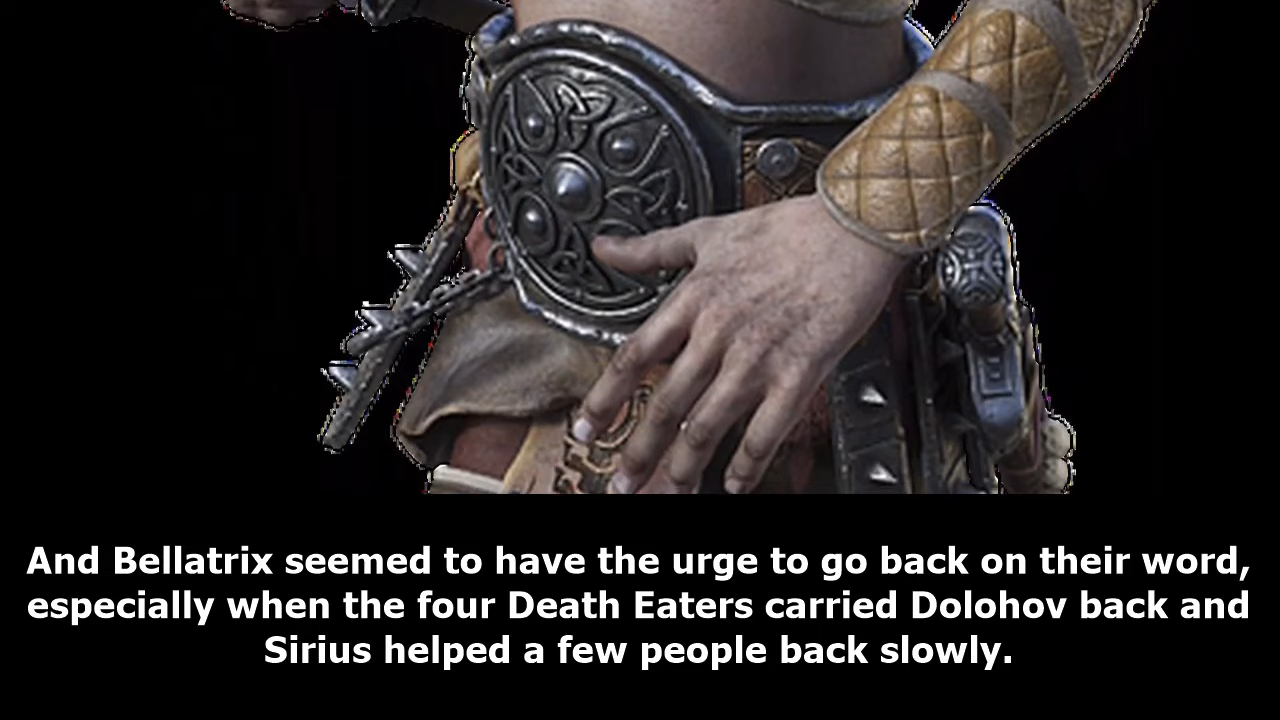 And Bellatrix seemed to have the urge to go back on their word,
especially when the four Death Eaters carried Dolohov back and
Sirius helped a few people back slowly.